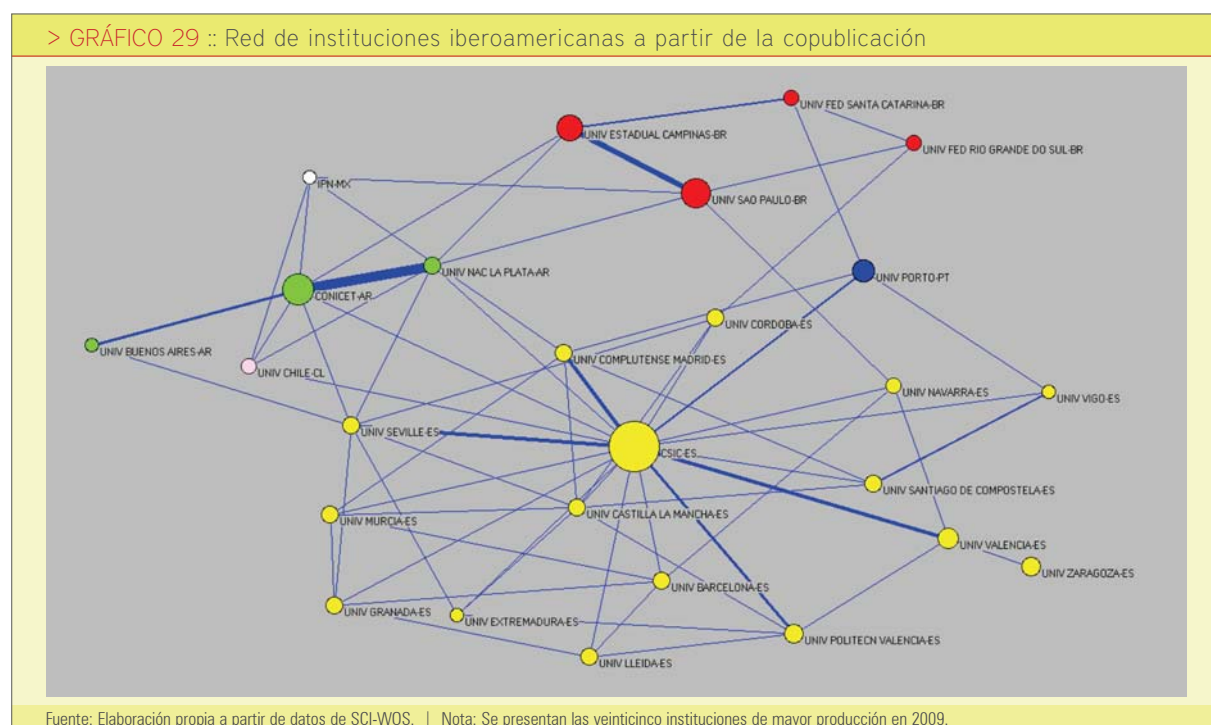 > GRÁFICO 29 :: Red de instituciones iberoamericanas a partir de la copublicación
UNIV FED SANTA CATARINA-BR
UNIV ESTADUAL CAMPINAS-BR
UNIV FED RIO GRANDE DO SUL-BR
IPN-MX
UNIV SAO PAULO-BR
UNIV NAC LA PLATA-AR
UNIV PORTO-PT
CONICET-AR
UNIV CORDOBA-ES
UNIV BUENOS AIRES-AR
UNIV COMPLUTENSE MADRID-ES
UNIV CHILE-CL
UNIV NAVARRA-ES
UNIV VIGO-ES
UNIV SEVILLE-ES
CSIC-ES
UNIV SANTIAGO DE COMPOSTELA-ES
UNIV CASTILLA LA MANCHA-ES
UNIV MURCIA-ES
UNIV VALENCIA-ES
UNIV ZARAGOZA-ES
UNIV BARCELONA-ES
UNIV GRANADA-ES
UNIV EXTREMADURA-ES
UNIV POLITECN VALENCIA-ES
UNIV LLEIDA-ES
Fuente: Elaboración propia a partir de datos de SCI-WOS. | Nota: Se presentan las veinticinco instituciones de mayor producción en 2009.